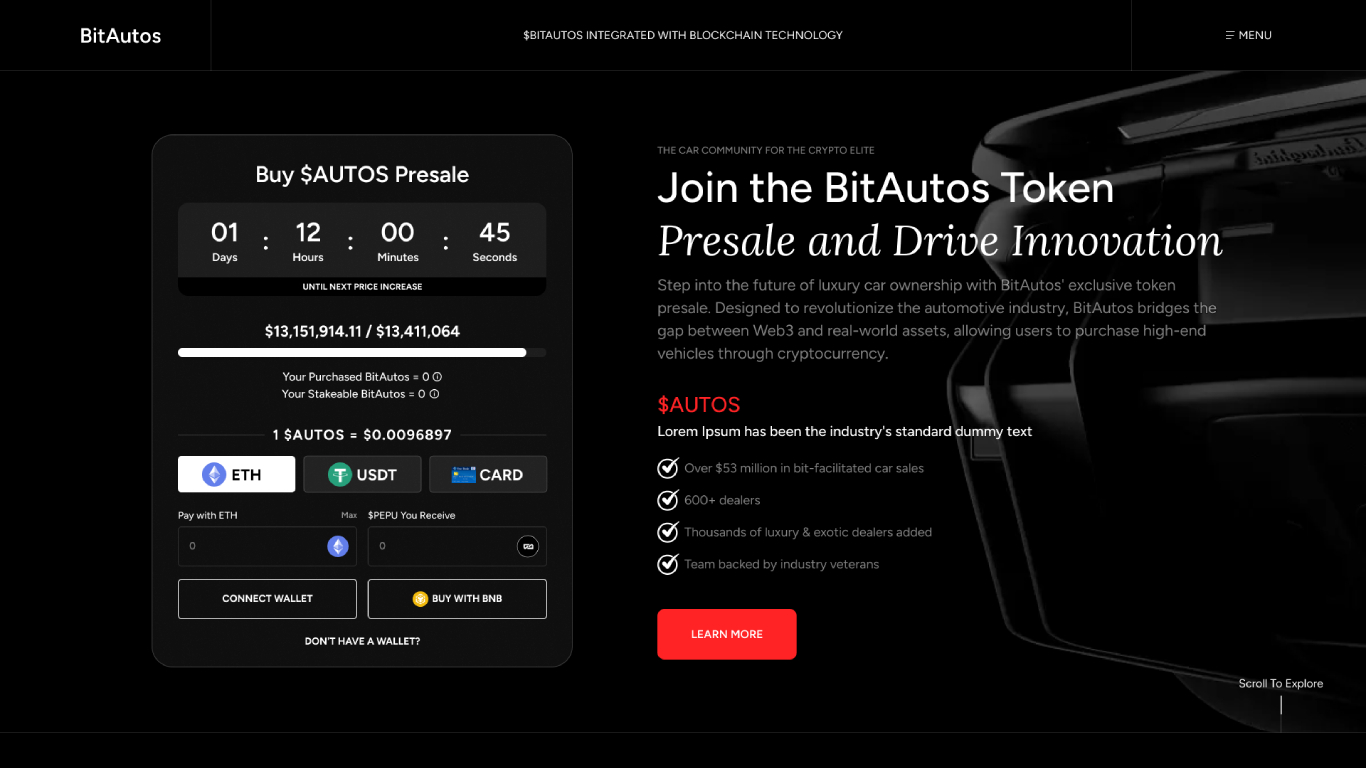 BitAutos
$BITAUTOS INTEGRATED WITH BLOCKCHAIN TECHNOLOGY
MENU
Buy $AUTOS Presale
01 : 12 : 00 : 45
Days Hours Minutes Seconds
UNTIL NEXT PRICE INCREASE
$13,151,914.11 / $13,411,064
Your Purchased BitAutos = 0
Your Stakeable BitAutos = 0
1 $AUTOS = $0.0096897
ETH USDT CARD
Pay with ETH Max $PEPU You Receive
0 0
CONNECT WALLET BUY WITH BNB
DON'T HAVE A WALLET?
THE CAR COMMUNITY FOR THE CRYPTO ELITE
Join the BitAutos Token
Presale and Drive Innovation
Step into the future of luxury car ownership with BitAutos' exclusive token
presale. Designed to revolutionize the automotive industry, BitAutos bridges the
gap between Web3 and real-world assets, allowing users to purchase high-end
vehicles through cryptocurrency.
$AUTOS
Lorem Ipsum has been the industry's standard dummy text
Over $53 million in bit-facilitated car sales
600+ dealers
Thousands of luxury & exotic dealers added
Team backed by industry veterans
LEARN MORE
Scroll To Explore
Lamborghini